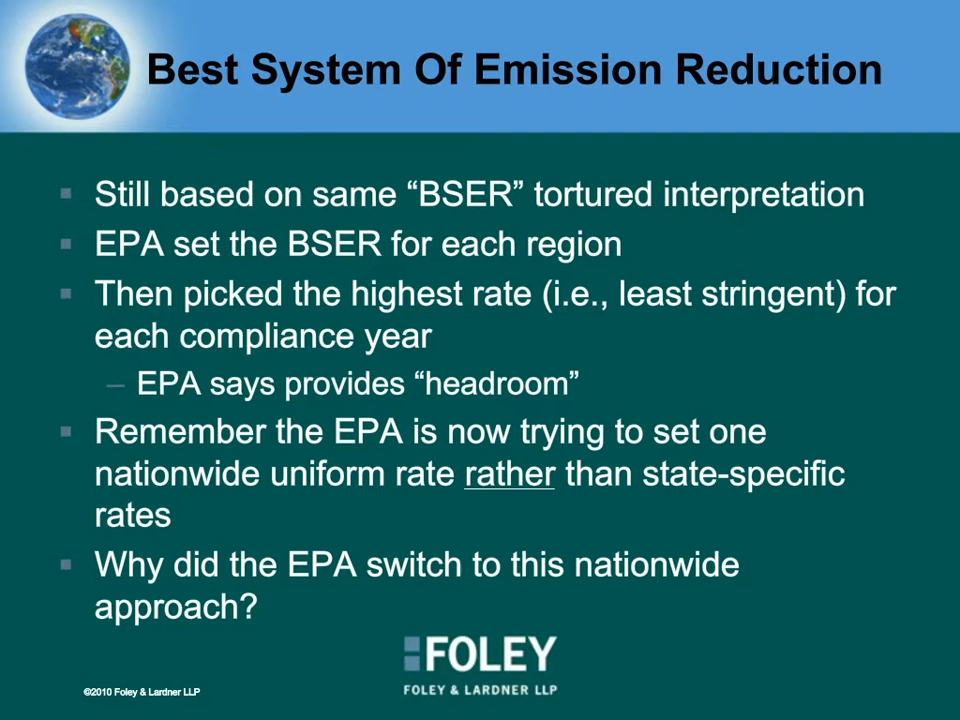 Best System Of Emission Reduction
▪ Still based on same “BSER” tortured interpretation
▪ EPA set the BSER for each region
▪ Then picked the highest rate (i.e., least stringent) for
each compliance year
– EPA says provides “headroom”
▪ Remember the EPA is now trying to set one
nationwide uniform rate rather than state-specific
rates
▪ Why did the EPA switch to this nationwide
approach?
FOLEY
FOLEY & LARDNER LLP
©2010 Foley & Lardner LLP